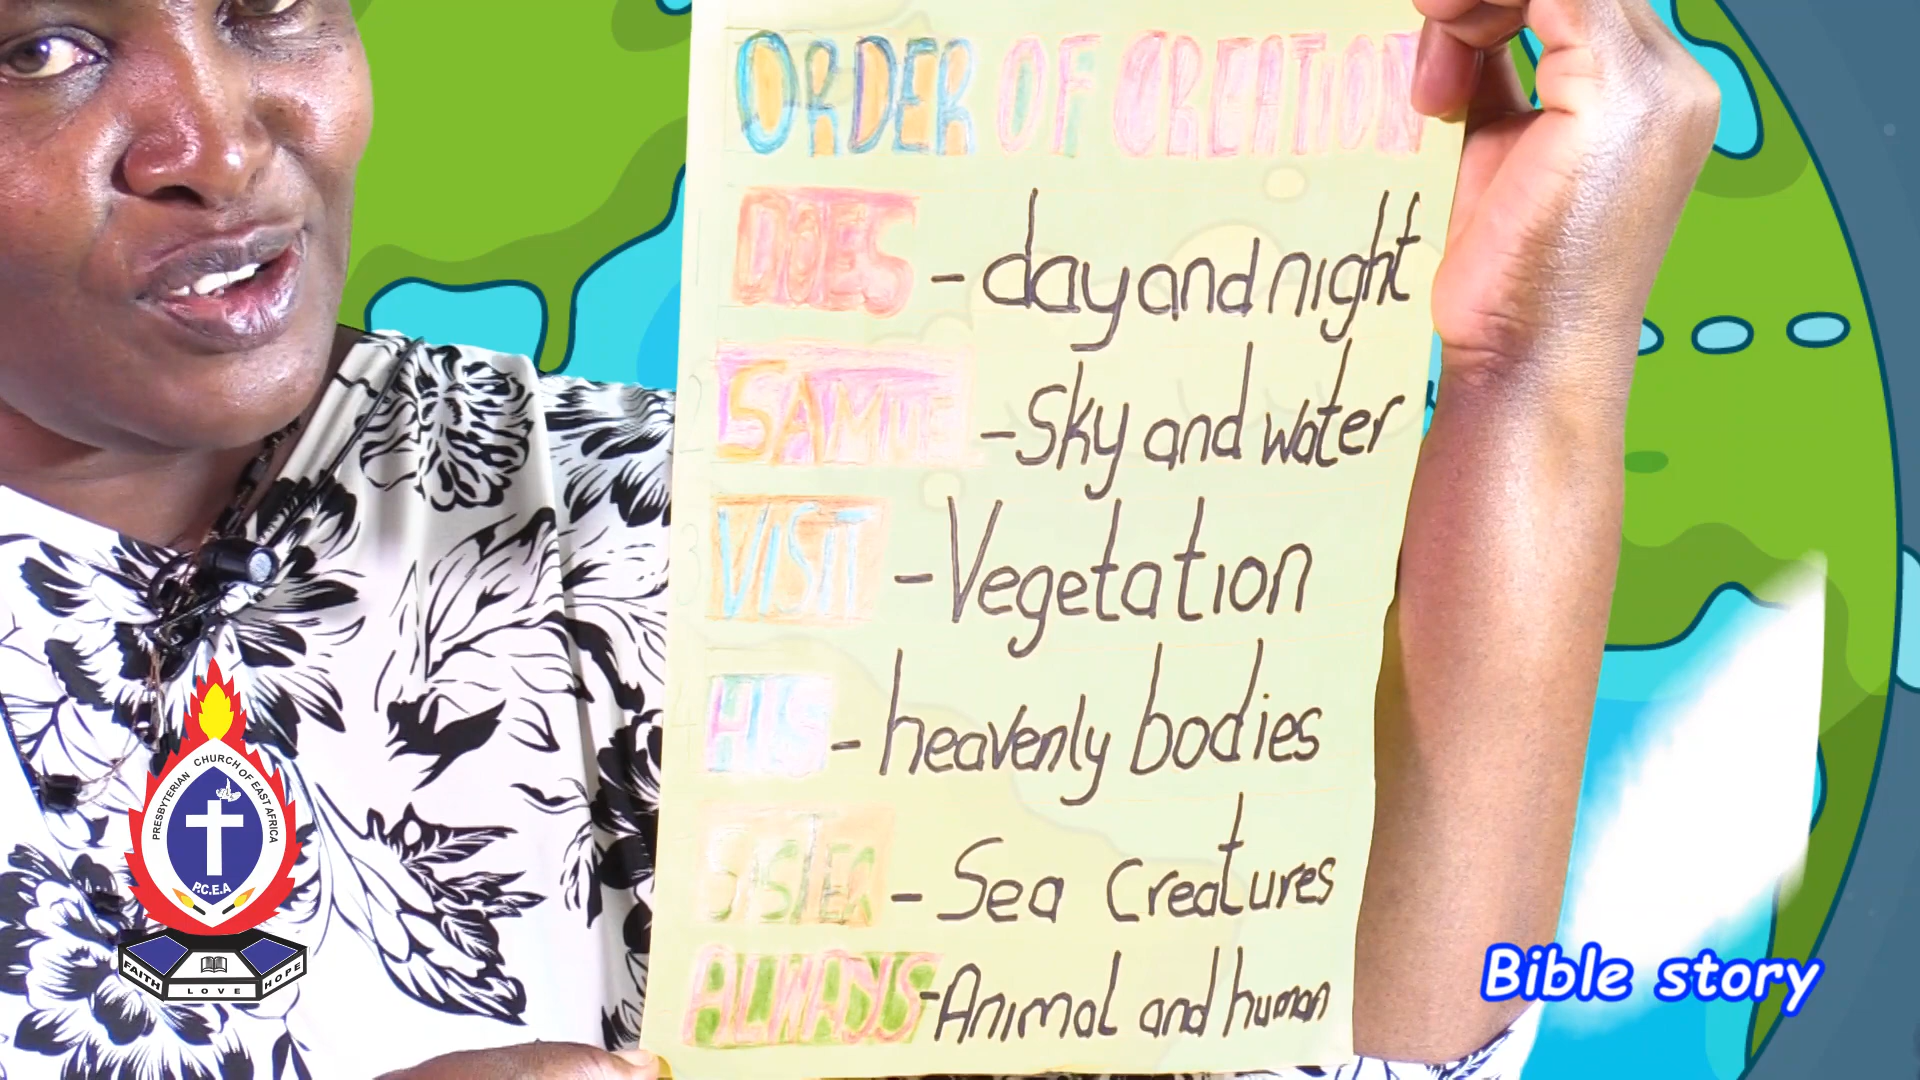 ORDER OF CREATION
DOES - day and night
SAMUEL - Sky and water
VISIT - Vegetation
HIS - heavenly bodies
SISTER - Sea Creatures
ALWAYS - Animal and human
PRESBYTERIAN CHURCH OF EAST AFRICA
P.C.E.A
FAITH LOVE HOPE
Bible story